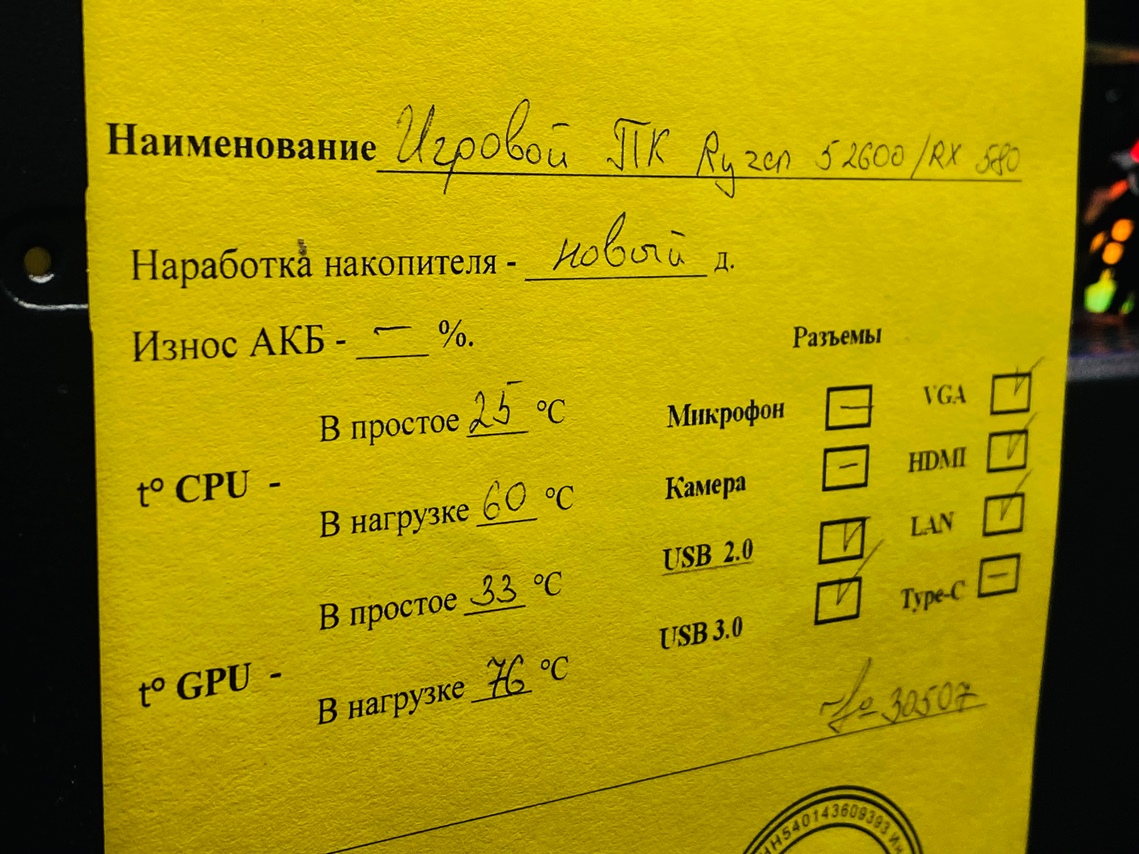 Наименование Игровой ПК Ryzen 5 2600/RX 580
Наработка накопителя - новый д.
Износ АКБ - — %.
t° CPU -
В простое 25 °C
В нагрузке 60 °C
t° GPU -
В простое 33 °C
В нагрузке 76 °C
Разъемы
Микрофон
Камера
USB 2.0
USB 3.0
VGA
HDMI
LAN
Type-C
№ 30507
НН540143609393 ИН